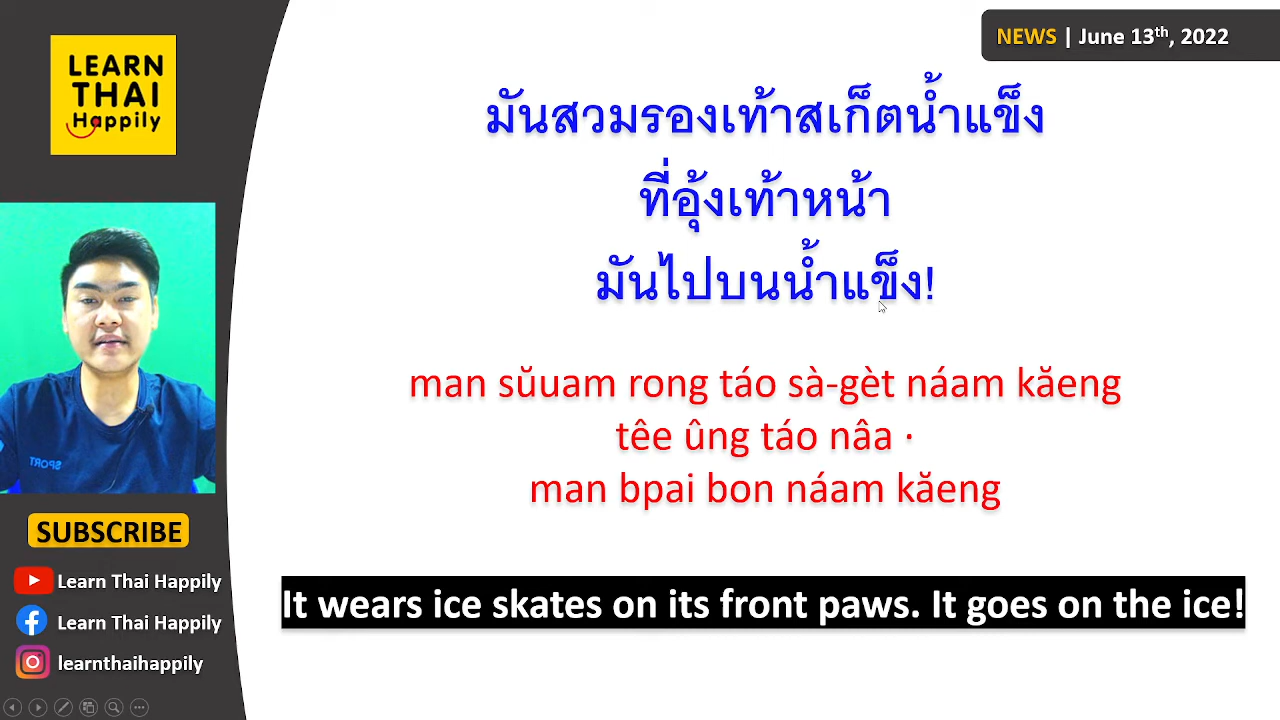 LEARN
THAI
Happily
NEWS | June 13th, 2022
มันสวมรองเท้าสเก็ตน้ำแข็ง
ที่อุ้งเท้าหน้า
มันไปบนน้ำแข็ง!
man sŭuam rong táo sà-gèt náam kăeng
têe ûng táo nâa ·
man bpai bon náam kăeng
It wears ice skates on its front paws. It goes on the ice!
SPORT
SUBSCRIBE
Learn Thai Happily
Learn Thai Happily
learnthaihappily